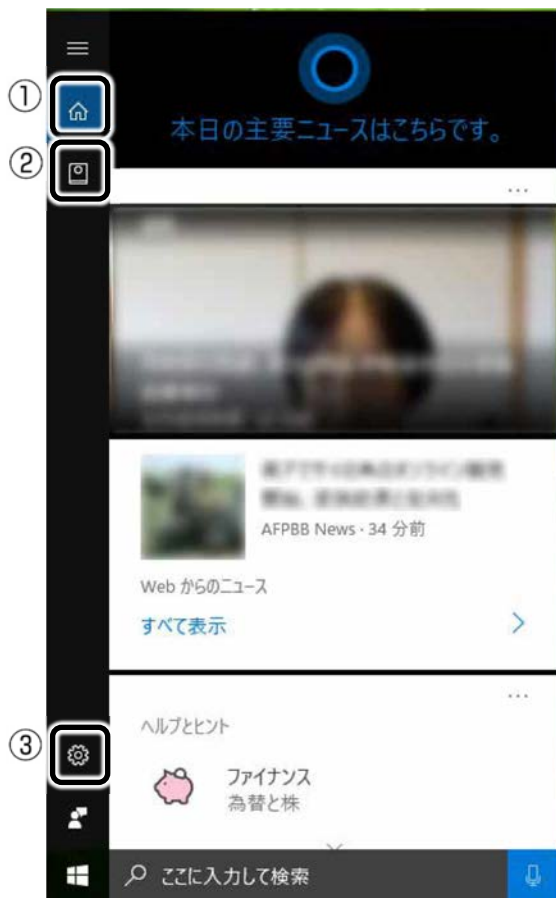 ①
本日の主要ニュースはこちらです。
②
AFPBB News・34 分前
Web からのニュース
すべて表示
③
ヘルプとヒント
ファイナンス
為替と株
ここに入力して検索